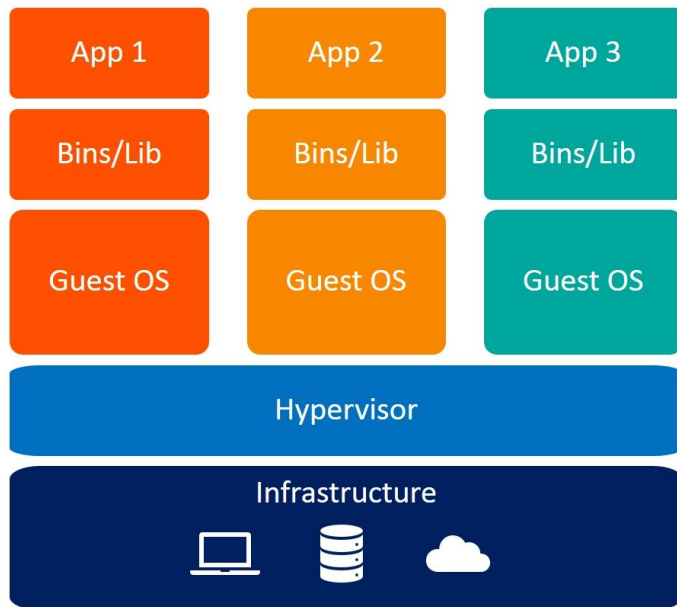 App 1
App 2
App 3
Bins/Lib
Bins/Lib
Bins/Lib
Guest OS
Guest OS
Guest OS
Hypervisor
Infrastructure